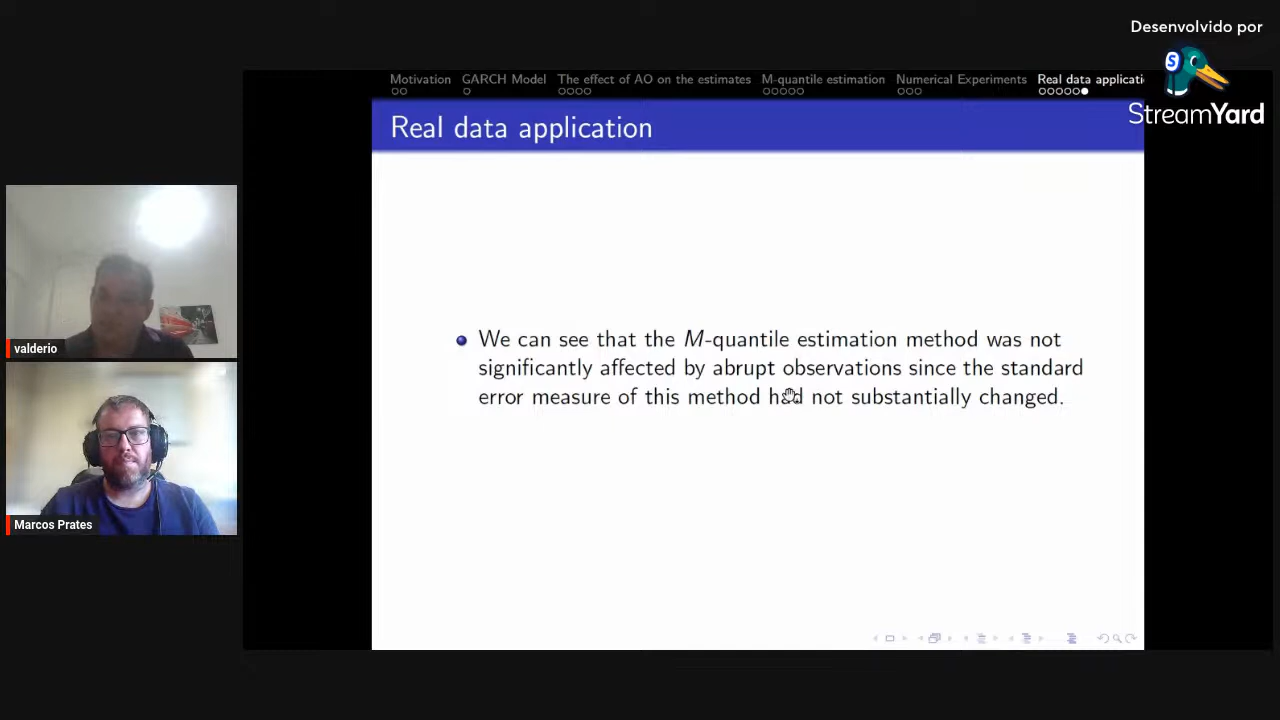 Desenvolvido por
StreamYard
Motivation GARCH Model The effect of AO on the estimates M-quantile estimation Numerical Experiments Real data applicati
Real data application
We can see that the M-quantile estimation method was not
significantly affected by abrupt observations since the standard
error measure of this method had not substantially changed.
valderio
Marcos Prates